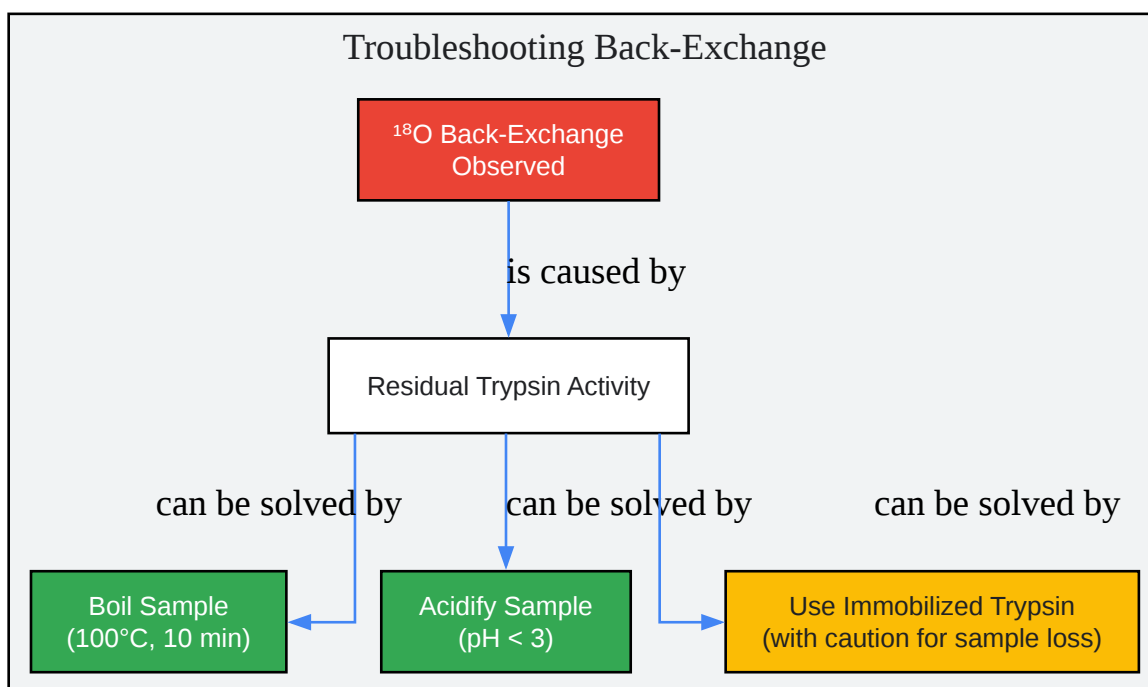 Troubleshooting Back-Exchange
¹⁸O Back-Exchange
Observed
is caused by
Residual Trypsin Activity
can be solved by
can be solved by
can be solved by
Boil Sample
(100°C, 10 min)
Acidify Sample
(pH < 3)
Use Immobilized Trypsin
(with caution for sample loss)